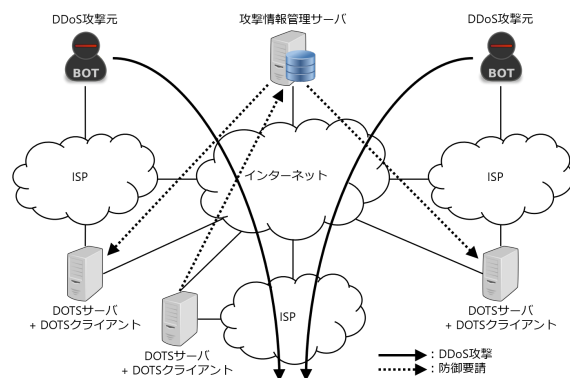 DDoS攻撃元
攻撃情報管理サーバ
DDoS攻撃元
BOT
BOT
ISP
インターネット
ISP
DOTSサーバ
+ DOTSクライアント
ISP
DOTSサーバ
+ DOTSクライアント
DOTSサーバ
+ DOTSクライアント
: DDoS攻撃
: 防御要請